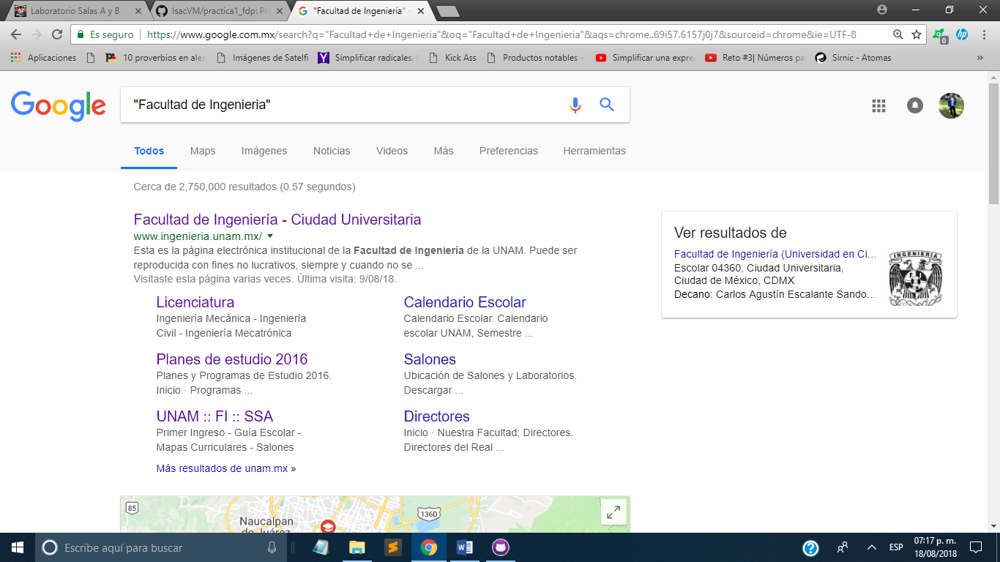 Laboratorio Salas A y B
IsacVM/practica1_fdp: Pr
"Facultad de Ingenieria" -
Es seguro
https://www.google.com.mx/search?q="Facultad+de+Ingenieria"&oq="Facultad+de+Ingenieria"&aqs=chrome..69i57.6157j0j7&sourceid=chrome&ie=UTF-8
0
hp
Aplicaciones
10 proverbios en alen
Imágenes de Satelfi
Simplificar radicales.
Kick Ass
Productos notables -
Simplificar una expre
Reto #3| Números pa
Sirnic - Atomas
»
Google
"Facultad de Ingenieria"
Todos
Maps
Imágenes
Noticias
Videos
Más
Preferencias
Herramientas
Cerca de 2,750,000 resultados (0.57 segundos)
Facultad de Ingeniería - Ciudad Universitaria
www.ingenieria.unam.mx/
Esta es la página electrónica institucional de la Facultad de Ingeniería de la UNAM. Puede ser
reproducida con fines no lucrativos, siempre y cuando no se ...
Visitaste esta página varias veces. Última visita: 9/08/18.
Licenciatura
Ingeniería Mecánica - Ingeniería
Civil - Ingeniería Mecatrónica
Calendario Escolar
Calendario Escolar. Calendario
escolar UNAM, Semestre ...
Planes de estudio 2016
Planes y Programas de Estudio 2016.
Inicio · Programas ...
Salones
Ubicación de Salones y Laboratorios.
Descargar ...
UNAM :: FI :: SSA
Primer Ingreso - Guía Escolar -
Mapas Curriculares - Salones
Directores
Inicio · Nuestra Facultad; Directores.
Directores del Real ...
Más resultados de unam.mx »
Ver resultados de
Facultad de Ingeniería (Universidad en Ci...
Escolar 04360, Ciudad Universitaria,
Ciudad de México, CDMX
Decano: Carlos Agustín Escalante Sando...
INGENIERIA
85
136D
Naucalpan
de Juárez
Escribe aquí para buscar
ESP
07:17 p. m.
18/08/2018